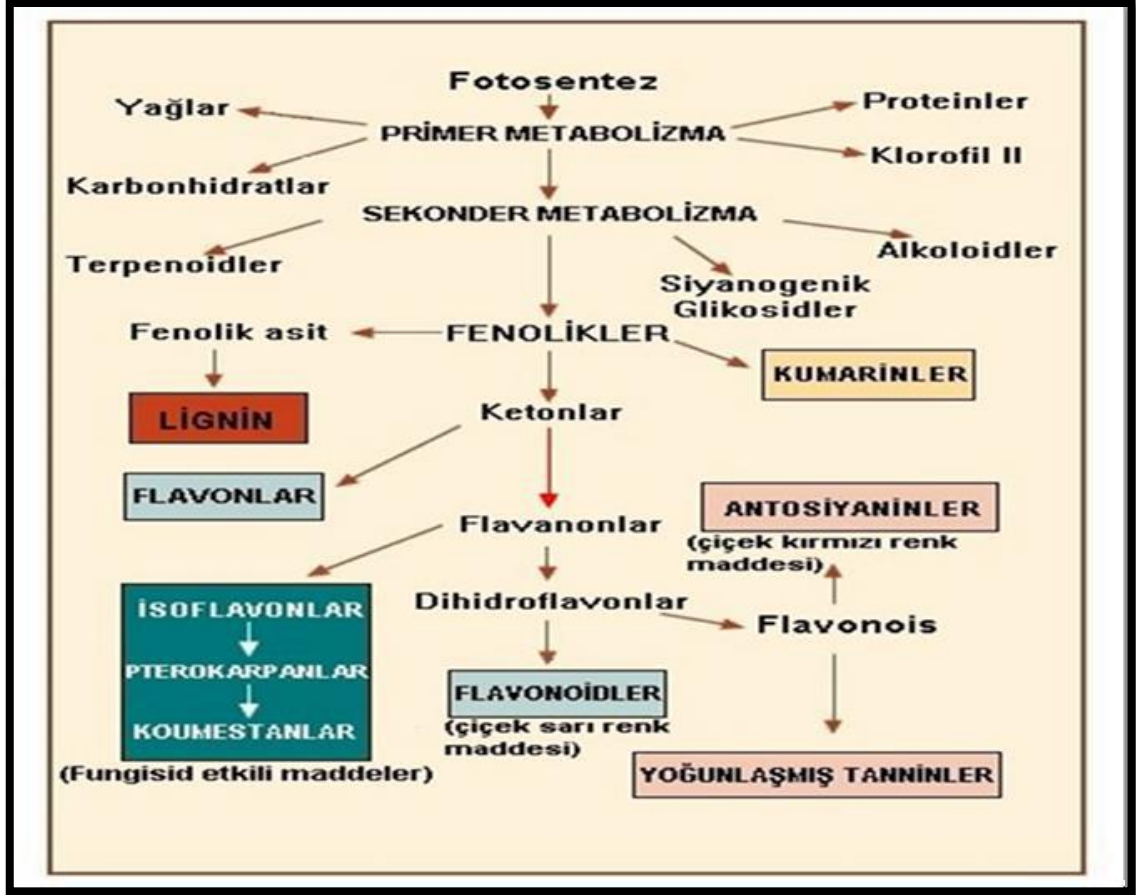 Fotosentez
Yağlar
Proteinler
PRİMER METABOLİZMA
Klorofil II
Karbonhidratlar
SEKONDER METABOLİZMA
Terpenoidler
Alkoloidler
Siyanogenik
Glikosidler
Fenolik asit
FENOLİKLER
KUMARİNLER
LİGNİN
Ketonlar
FLAVONLAR
ANTOSİYANİNLER
Flavanonlar
(çiçek kırmızı renk
maddesi)
İSOFLAVONLAR
Dihidroflavonlar
Flavonois
PTEROKARPANLAR
FLAVONOİDLER
KOUMESTANLAR
(çiçek sarı renk
maddesi)
(Fungisid etkili maddeler)
YOĞUNLAŞMIŞ TANNİNLER